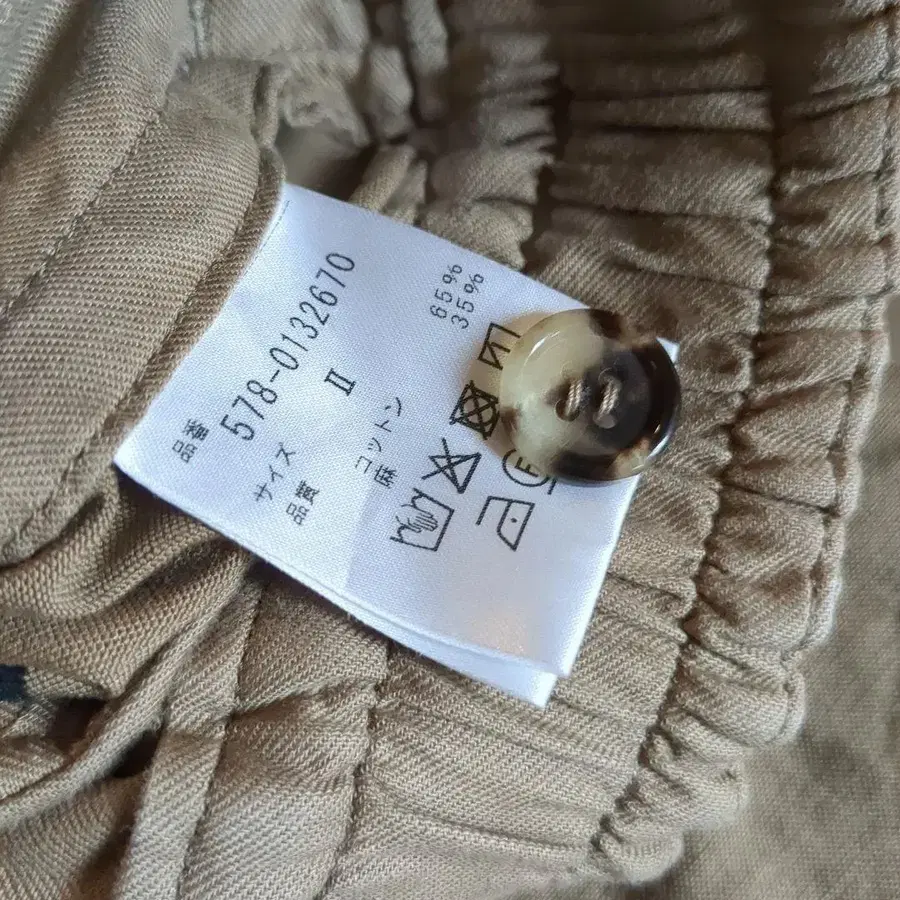 品番
578-0132670
サイズ II
品質
コットン 65%
麻 35%